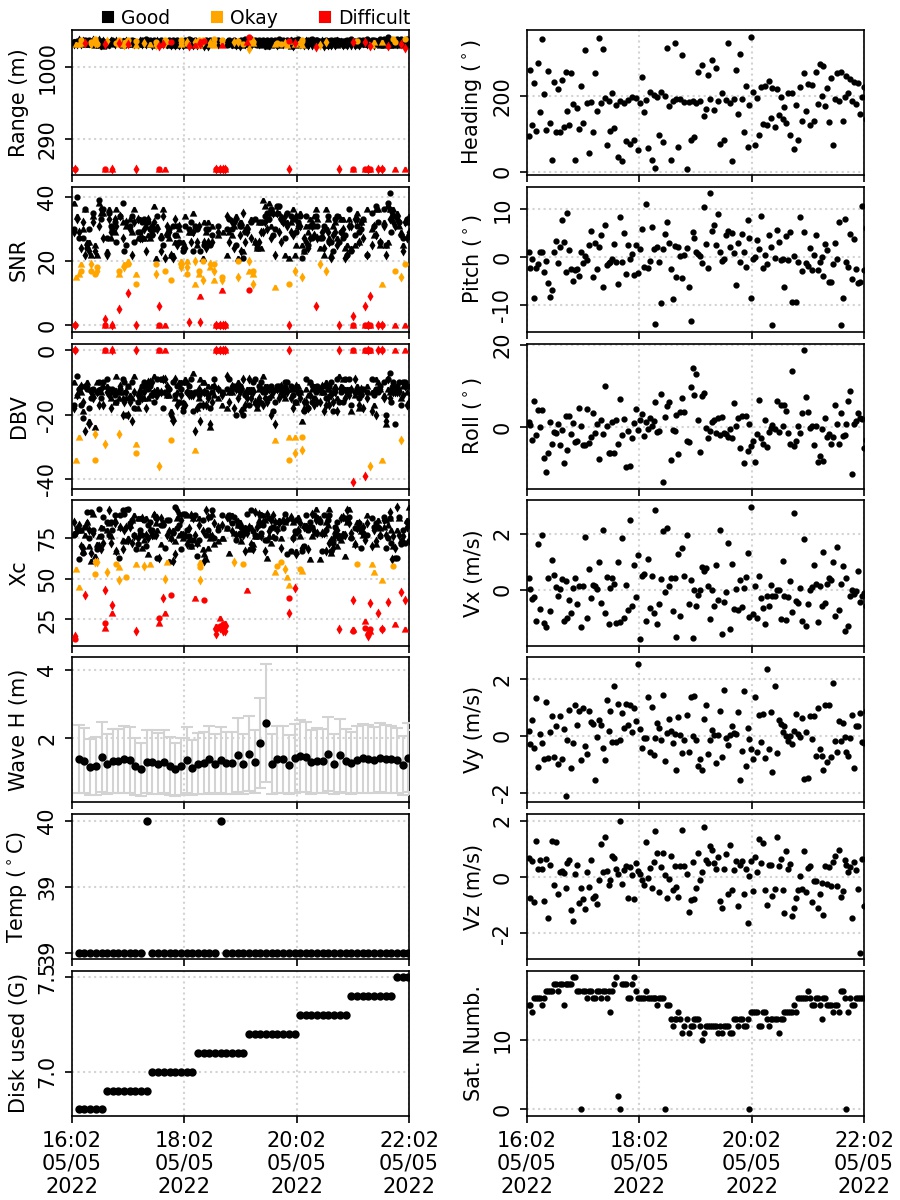 Good Okay Difficult
Range (m)
1000
290
Heading (°)
200
0
SNR
40
20
0
Pitch (°)
10
0
-10
DBV
0
-20
-40
Roll (°)
20
0
Xc
75
50
25
Vx (m/s)
2
0
Wave H (m)
4
2
Vy (m/s)
2
0
-2
Temp (°C)
40
39
39
Vz (m/s)
2
0
-2
Disk used (G)
7.5
7.0
Sat. Numb.
10
0
16:02 18:02 20:02 22:02
05/05 05/05 05/05 05/05
2022 2022 2022 2022
16:02 18:02 20:02 22:02
05/05 05/05 05/05 05/05
2022 2022 2022 2022